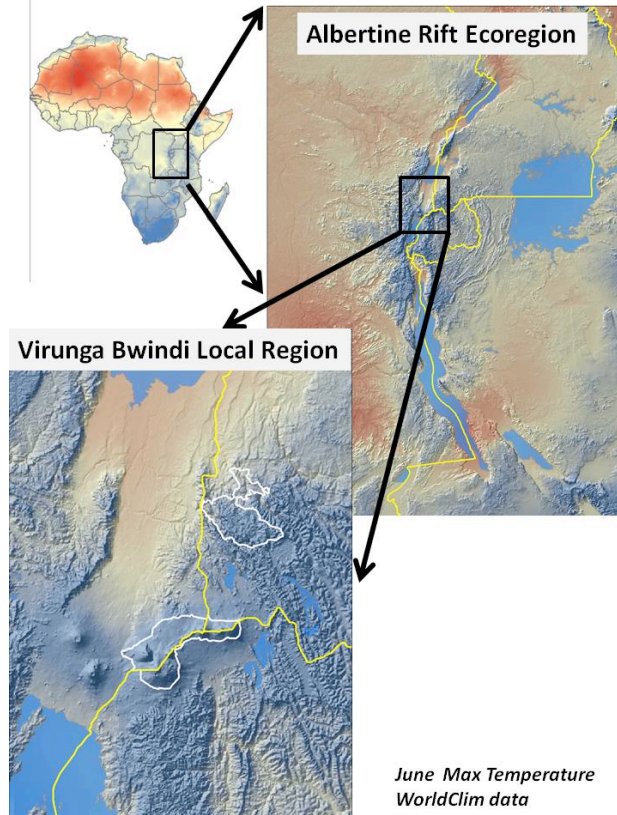 Albertine Rift Ecoregion
Virunga Bwindi Local Region
June Max Temperature
WorldClim data